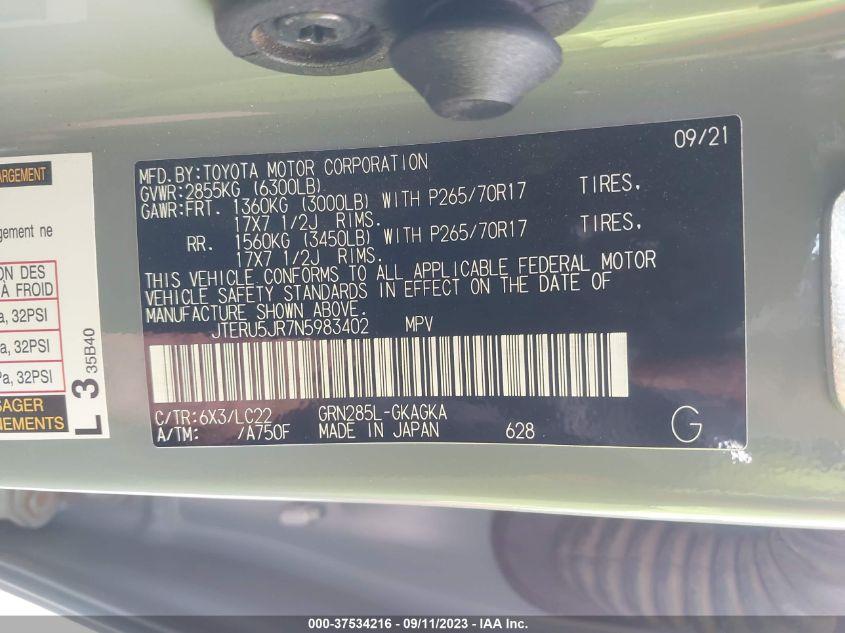 ARGEMENT
gement ne
ON DES
À FROID
a, 32PSI
a, 32PSI
Pa, 32PSI
SAGER
NEMENTS
L 3 35B40
09/21
MFD.BY:TOYOTA MOTOR CORPORATION
GVWR:2855KG (6300LB)
GAWR:FRT. 1360KG (3000LB) WITH P265/70R17 TIRES,
17X7 1/2J RIMS.
RR. 1560KG (3450LB) WITH P265/70R17 TIRES,
17X7 1/2J RIMS.
THIS VEHICLE CONFORMS TO ALL APPLICABLE FEDERAL MOTOR
VEHICLE SAFETY STANDARDS IN EFFECT ON THE DATE OF
MANUFACTURE SHOWN ABOVE.
JTERU5JR7N5983402 MPV
C/TR:6X3/LC22 GRN285L-GKAGKA
A/TM: /A750F MADE IN JAPAN 628
G
000-37534216 - 09/11/2023 - IAA Inc.